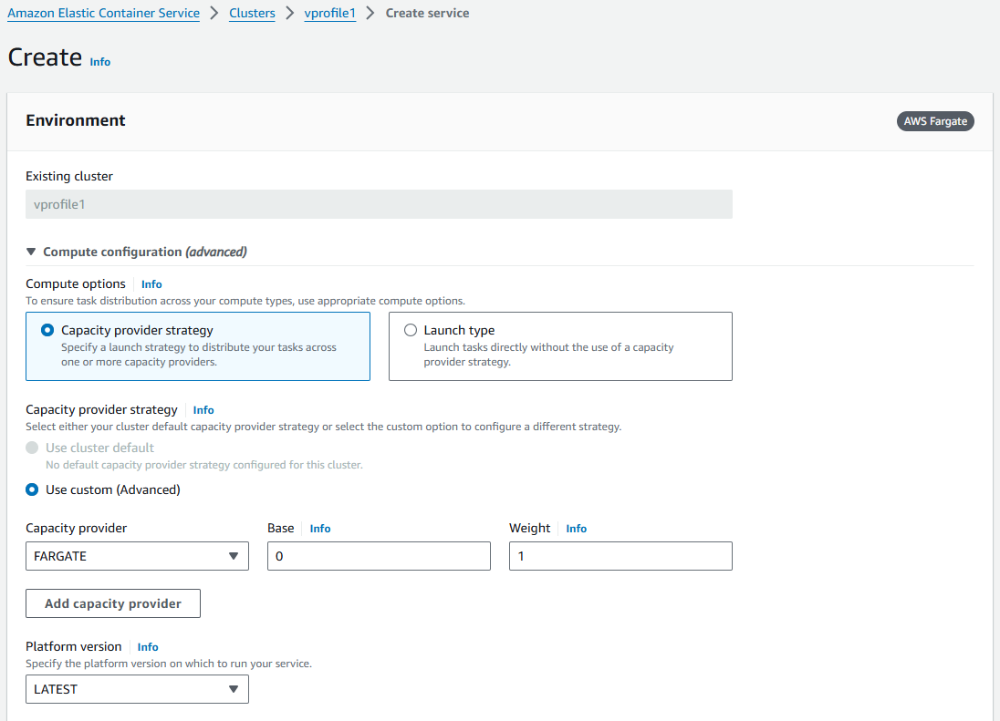 Amazon Elastic Container Service > Clusters > vprofile1 > Create service
Create Info
Environment AWS Fargate
Existing cluster
vprofile1
Compute configuration (advanced)
Compute options Info
To ensure task distribution across your compute types, use appropriate compute options.
Capacity provider strategy
Specify a launch strategy to distribute your tasks across
one or more capacity providers.
Launch type
Launch tasks directly without the use of a capacity
provider strategy.
Capacity provider strategy Info
Select either your cluster default capacity provider strategy or select the custom option to configure a different strategy.
Use cluster default
No default capacity provider strategy configured for this cluster.
Use custom (Advanced)
Capacity provider Base Info Weight Info
FARGATE 0 1
Add capacity provider
Platform version Info
Specify the platform version on which to run your service.
LATEST